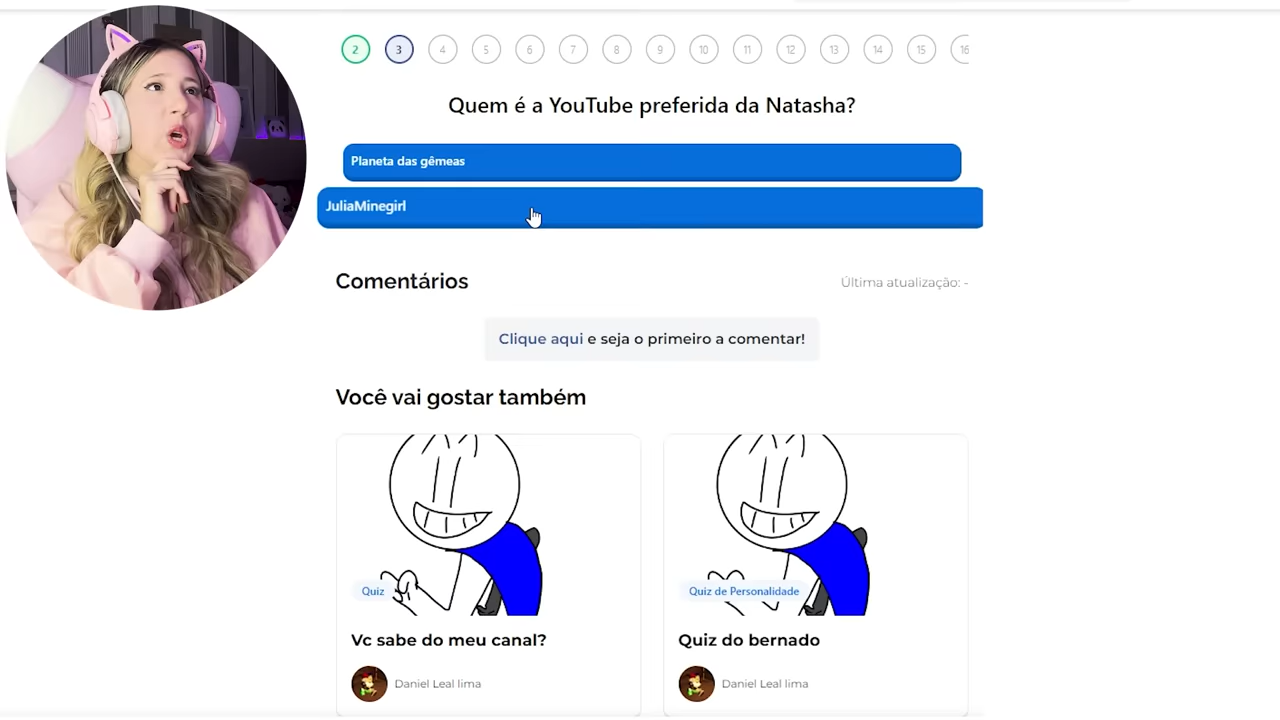 2 3 4 5 6 7 8 9 10 11 12 13 14 15 16
Quem é a YouTube preferida da Natasha?
Planeta das gêmeas
JuliaMinegirl
Comentários
Última atualização: -
Clique aqui e seja o primeiro a comentar!
Você vai gostar também
Quiz
Quiz de Personalidade
Vc sabe do meu canal?
Quiz do bernado
Daniel Leal lima
Daniel Leal lima